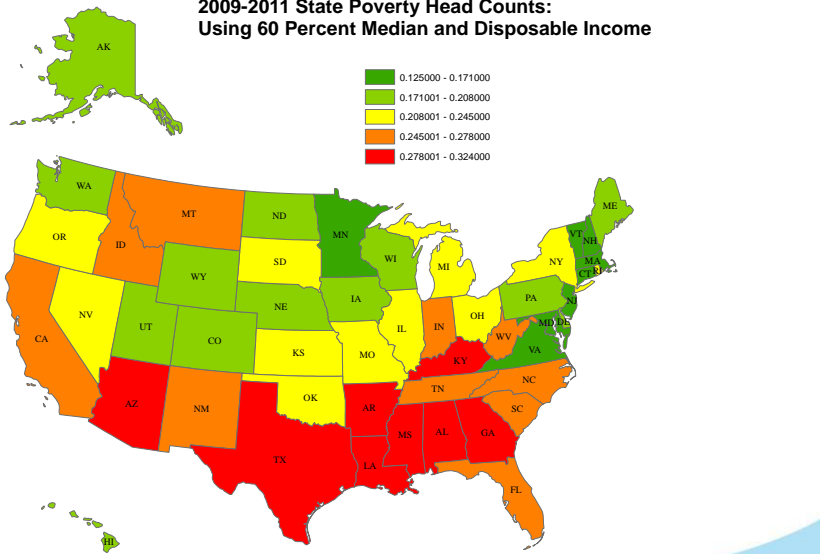 2009-2011 State Poverty Head Counts:
Using 60 Percent Median and Disposable Income
AK
0.125000 - 0.171000
0.171001 - 0.208000
0.208001 - 0.245000
0.245001 - 0.278000
0.278001 - 0.324000
WA
MT
ND
MN
ME
VT
NH
OR
ID
SD
WI
MI
NY
MA
CT
RI
WY
NE
IA
PA
NJ
NV
UT
CO
IL
IN
OH
MD
DE
CA
KS
MO
KY
WV
VA
AZ
NM
OK
AR
TN
NC
SC
TX
LA
MS
AL
GA
FL
HI